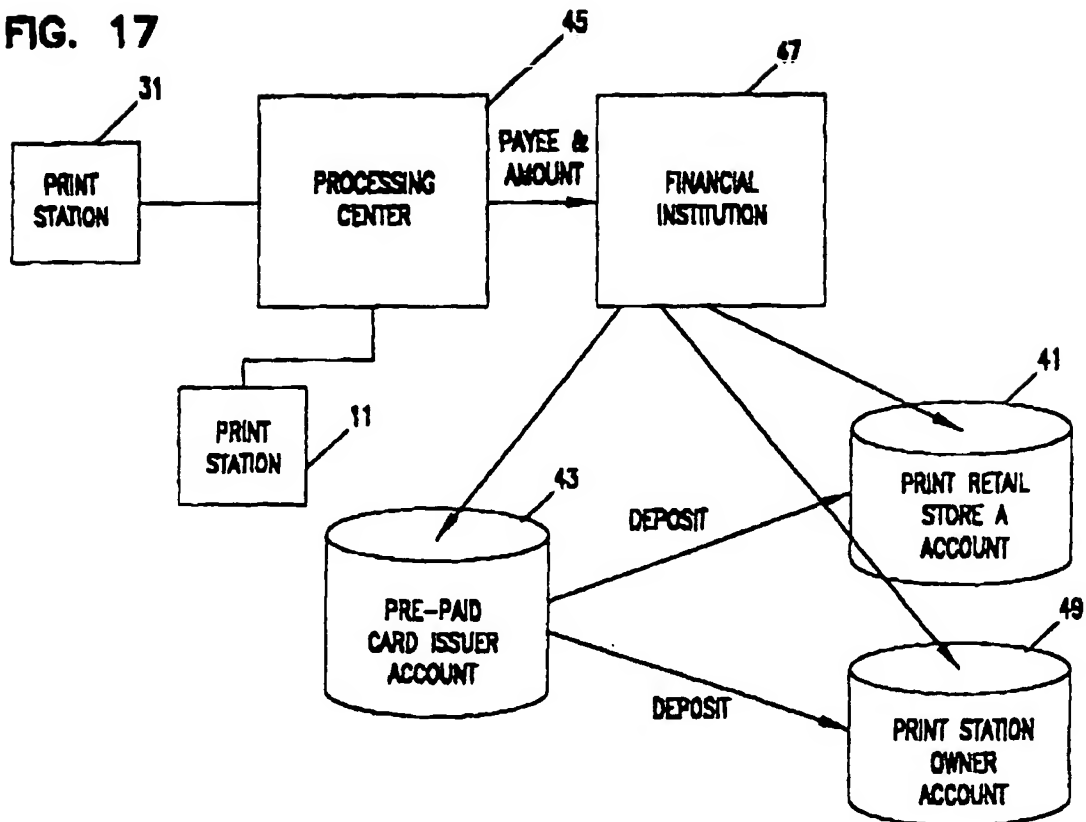 FIG. 17
31
PRINT
STATION
45
PROCESSING
CENTER
PAYEE &
AMOUNT
47
FINANCIAL
INSTITUTION
PRINT
STATION
11
43
PRE-PAID
CARD ISSUER
ACCOUNT
DEPOSIT
DEPOSIT
41
PRINT RETAIL
STORE A
ACCOUNT
49
PRINT STATION
OWNER
ACCOUNT